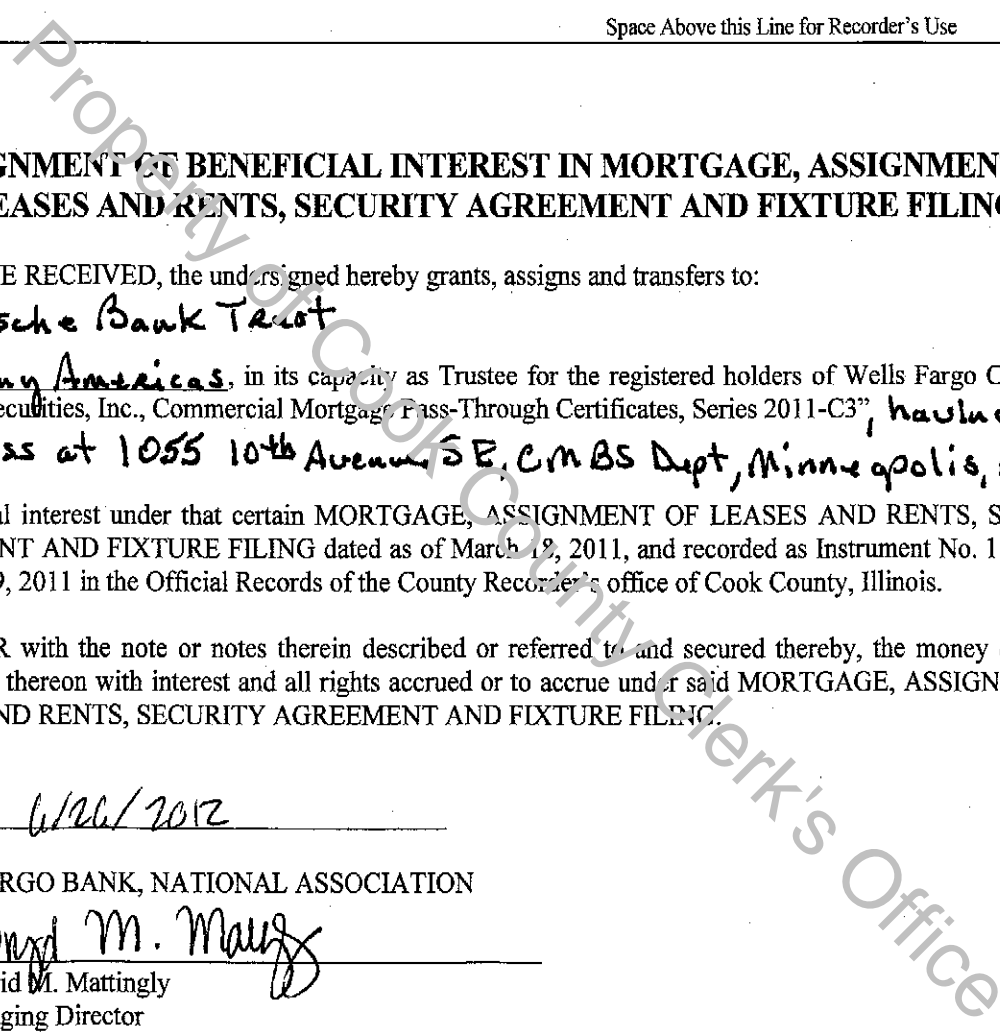 Space Above this Line for Recorder's Use
GNMENT OF BENEFICIAL INTEREST IN MORTGAGE, ASSIGNMEN
EASES AND RENTS, SECURITY AGREEMENT AND FIXTURE FILING
E RECEIVED, the undersigned hereby grants, assigns and transfers to:
sche Bank Trust
ny Americas, in its capacity as Trustee for the registered holders of Wells Fargo C
ecurities, Inc., Commercial Mortgage Pass-Through Certificates, Series 2011-C3", havin
ss at 1055 10th Avenue SE, CMBS Dept, Minneapolis,
al interest under that certain MORTGAGE, ASSIGNMENT OF LEASES AND RENTS, S
NT AND FIXTURE FILING dated as of March 18, 2011, and recorded as Instrument No. 1
9, 2011 in the Official Records of the County Recorder's office of Cook County, Illinois.
R with the note or notes therein described or referred to and secured thereby, the money
thereon with interest and all rights accrued or to accrue under said MORTGAGE, ASSIGN
ND RENTS, SECURITY AGREEMENT AND FIXTURE FILING.
6/26/2012
RGO BANK, NATIONAL ASSOCIATION
id M. Mattingly
ging Director
Property of Cook County Clerk's Office